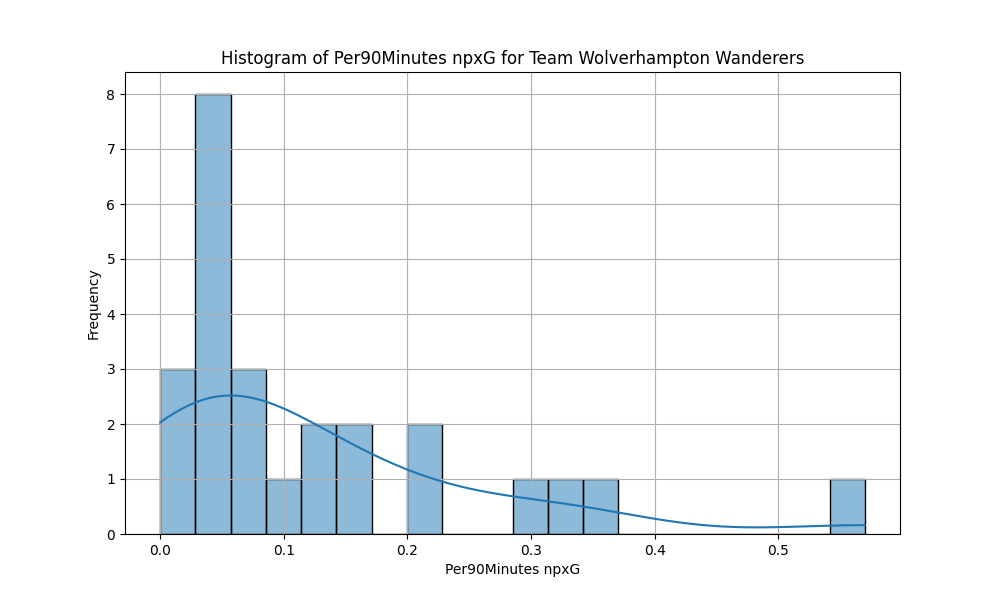 Histogram of Per90Minutes npxG for Team Wolverhampton Wanderers
8
7
6
5
4
3
2
1
0
Frequency
0.0 0.1 0.2 0.3 0.4 0.5
Per90Minutes npxG